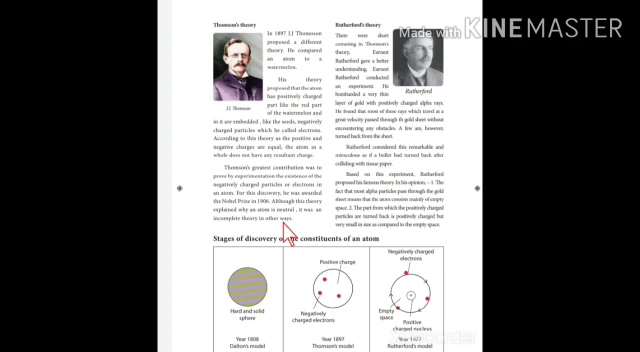 Made with KINEMASTER
Thomson's theory
In 1897 J.J Thomoson
proposed a different
theory. He compared
an atom to a
watermelon.
His theory
proposed that the atom
has positively charged
part like the red part
of the watermelon and
in it are embedded, like the seeds, negatively
charged particles which he called electrons.
According to this theory as the positive and
negative charges are equal, the atom as a
whole does not have any resultant charge.
J.J. Thomson
Thomson's greatest contribution was to
prove by experimentation the existence of the
negatively charged particles or electrons in
an atom. For this discovery, he was awarded
the Nobel Prize in 1906. Although this theory
explained why an atom is neutral, it was an
incomplete theory in other ways.
Rutherford's theory
There were short
comming in Thomson's
theory, Earnest
Rutherford gave a better
understanding. Earnest
Rutherford conducted
an experiment. He
bombarded a very thin
layer of gold with positively charged alpha rays.
He found that most of these rays which travel at a
great velocity passed through th gold sheet without
encountering any obstacles. A few are, however,
turned back from the sheet.
Rutherford
Rutherford considered this remarkable and
miraculous as if a bullet had turned back after
colliding with tissue paper.
Based on this experiment, Rutherford
proposed his famous theory. In his opinion, - 1. The
fact that most alpha particles pass through the gold
sheet means that the atom consists mainly of empty
space. 2. The part from which the positively charged
particles are turned back is positively charged but
very small in size as compared to the empty space.
Stages of discovery of the constituents of an atom
Hard and solid
sphere
Year 1808
Dalton's model
Positive charge
Negatively
charged electrons
Year 1897
Thomson's model
Negatively charged
electrons
Empty
space
Positive
charged nucleus
Year
Rutherford's model